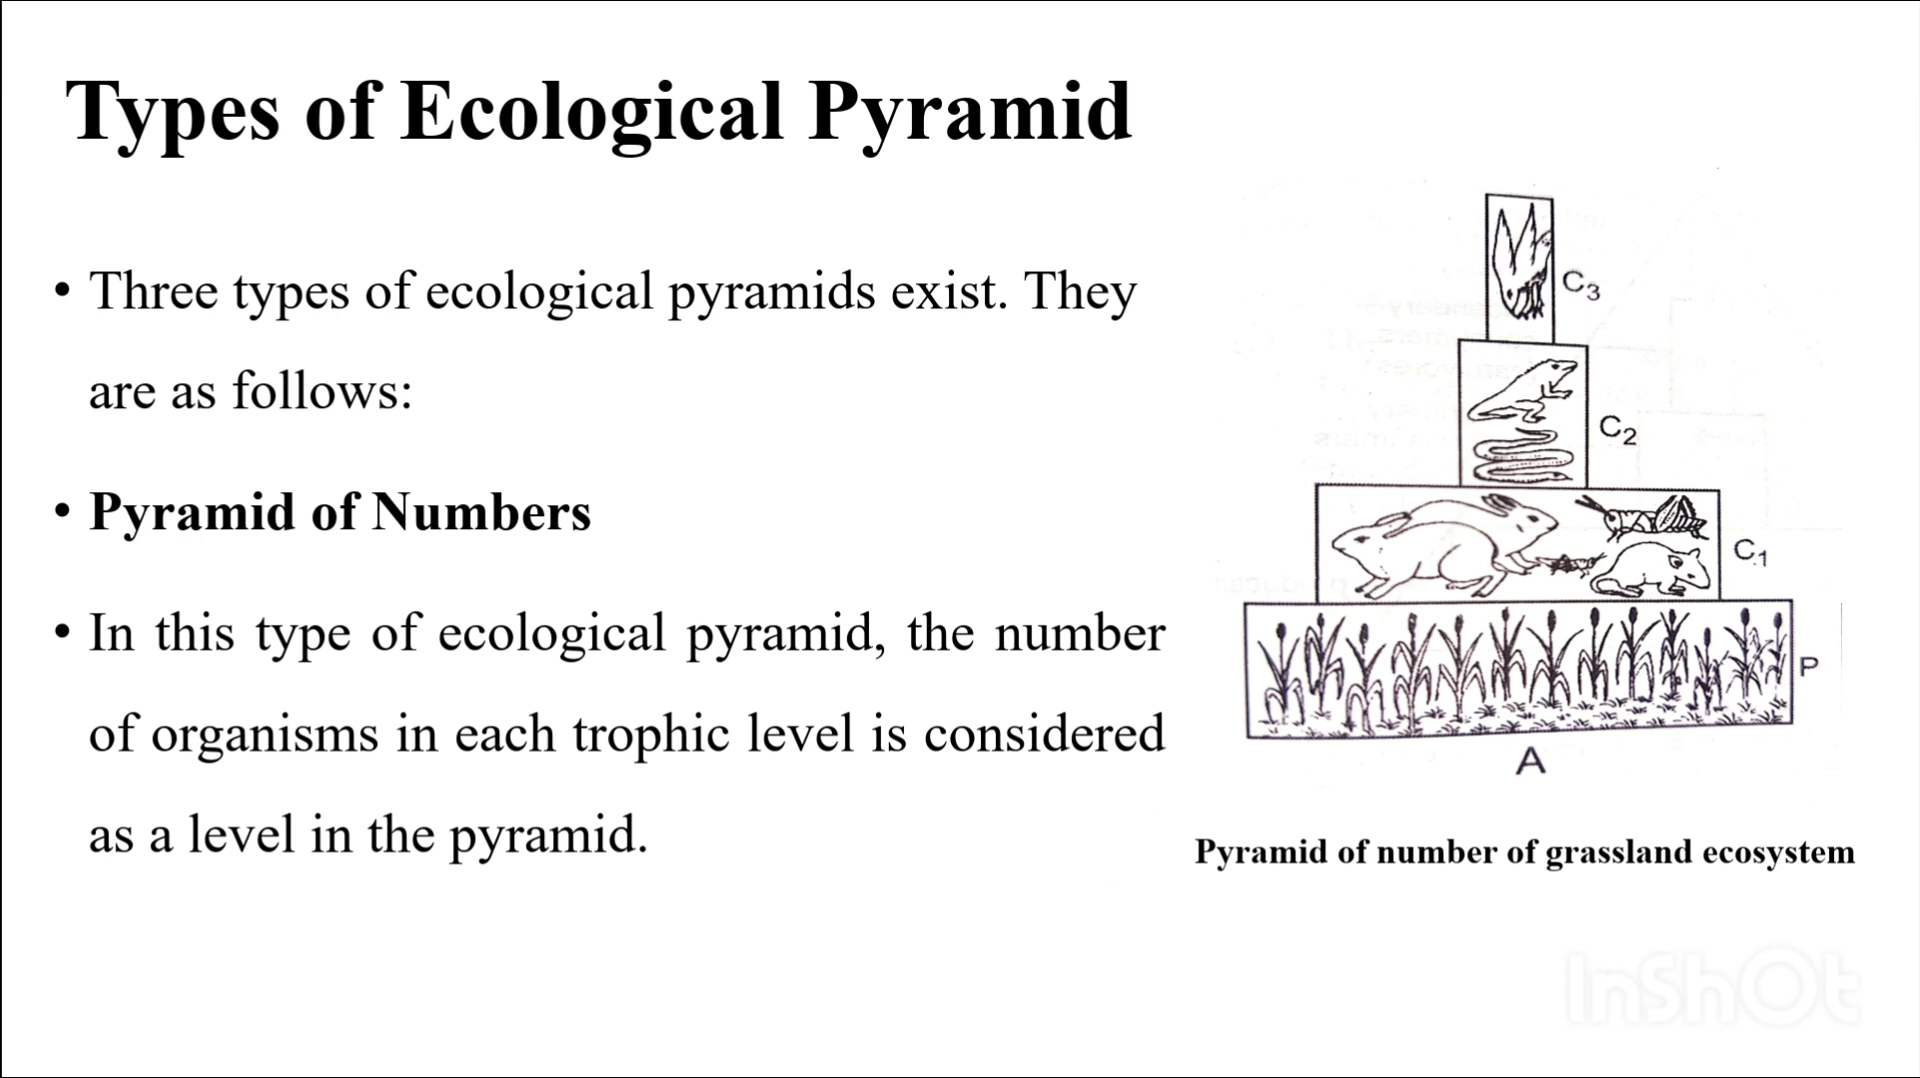 Types of Ecological Pyramid
• Three types of ecological pyramids exist. They
are as follows:
• Pyramid of Numbers
• In this type of ecological pyramid, the number
of organisms in each trophic level is considered
as a level in the pyramid.
C3
C2
C1
P
A
Pyramid of number of grassland ecosystem
InShOt